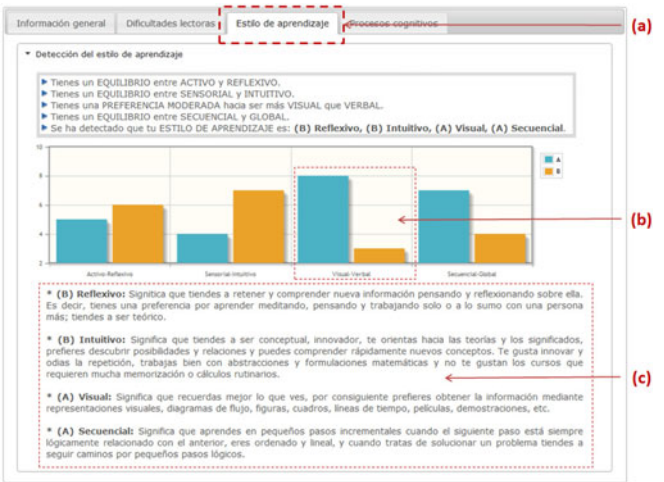 Información general Dificultades lectoras Estilo de aprendizaje Procesos cognitivos
(a)
Detección del estilo de aprendizaje
Tienes un EQUILIBRIO entre ACTIVO y REFLEXIVO.
Tienes un EQUILIBRIO entre SENSORIAL y INTUITIVO.
Tienes una PREFERENCIA MODERADA hacia ser más VISUAL que VERBAL.
Tienes un EQUILIBRIO entre SECUENCIAL y GLOBAL.
Se ha detectado que tu ESTILO DE APRENDIZAJE es: (B) Reflexivo, (B) Intuitivo, (A) Visual, (A) Secuencial.
10
8
6
4
2
A
B
(b)
Activo-Reflexivo Sensorial-Intuitivo Visual-Verbal Secuencial-Global
* (B) Reflexivo: Significa que tiendes a retener y comprender nueva información pensando y reflexionando sobre ella.
Es decir, tienes una preferencia por aprender meditando, pensando y trabajando solo o a lo sumo con una persona
más; tiendes a ser teórico.
* (B) Intuitivo: Significa que tiendes a ser conceptual, innovador, te orientas hacia las teorías y los significados,
prefieres descubrir posibilidades y relaciones y puedes comprender rápidamente nuevos conceptos. Te gusta innovar y
odias la repetición, trabajas bien con abstracciones y formulaciones matemáticas y no te gustan los cursos que
requieren mucha memorización o cálculos rutinarios.
(c)
* (A) Visual: Significa que recuerdas mejor lo que ves, por consiguiente prefieres obtener la información mediante
representaciones visuales, diagramas de flujo, figuras, cuadros, líneas de tiempo, películas, demostraciones, etc.
* (A) Secuencial: Significa que aprendes en pequeños pasos incrementales cuando el siguiente paso está siempre
lógicamente relacionado con el anterior, eres ordenado y lineal, y cuando tratas de solucionar un problema tiendes a
seguir caminos por pequeños pasos lógicos.